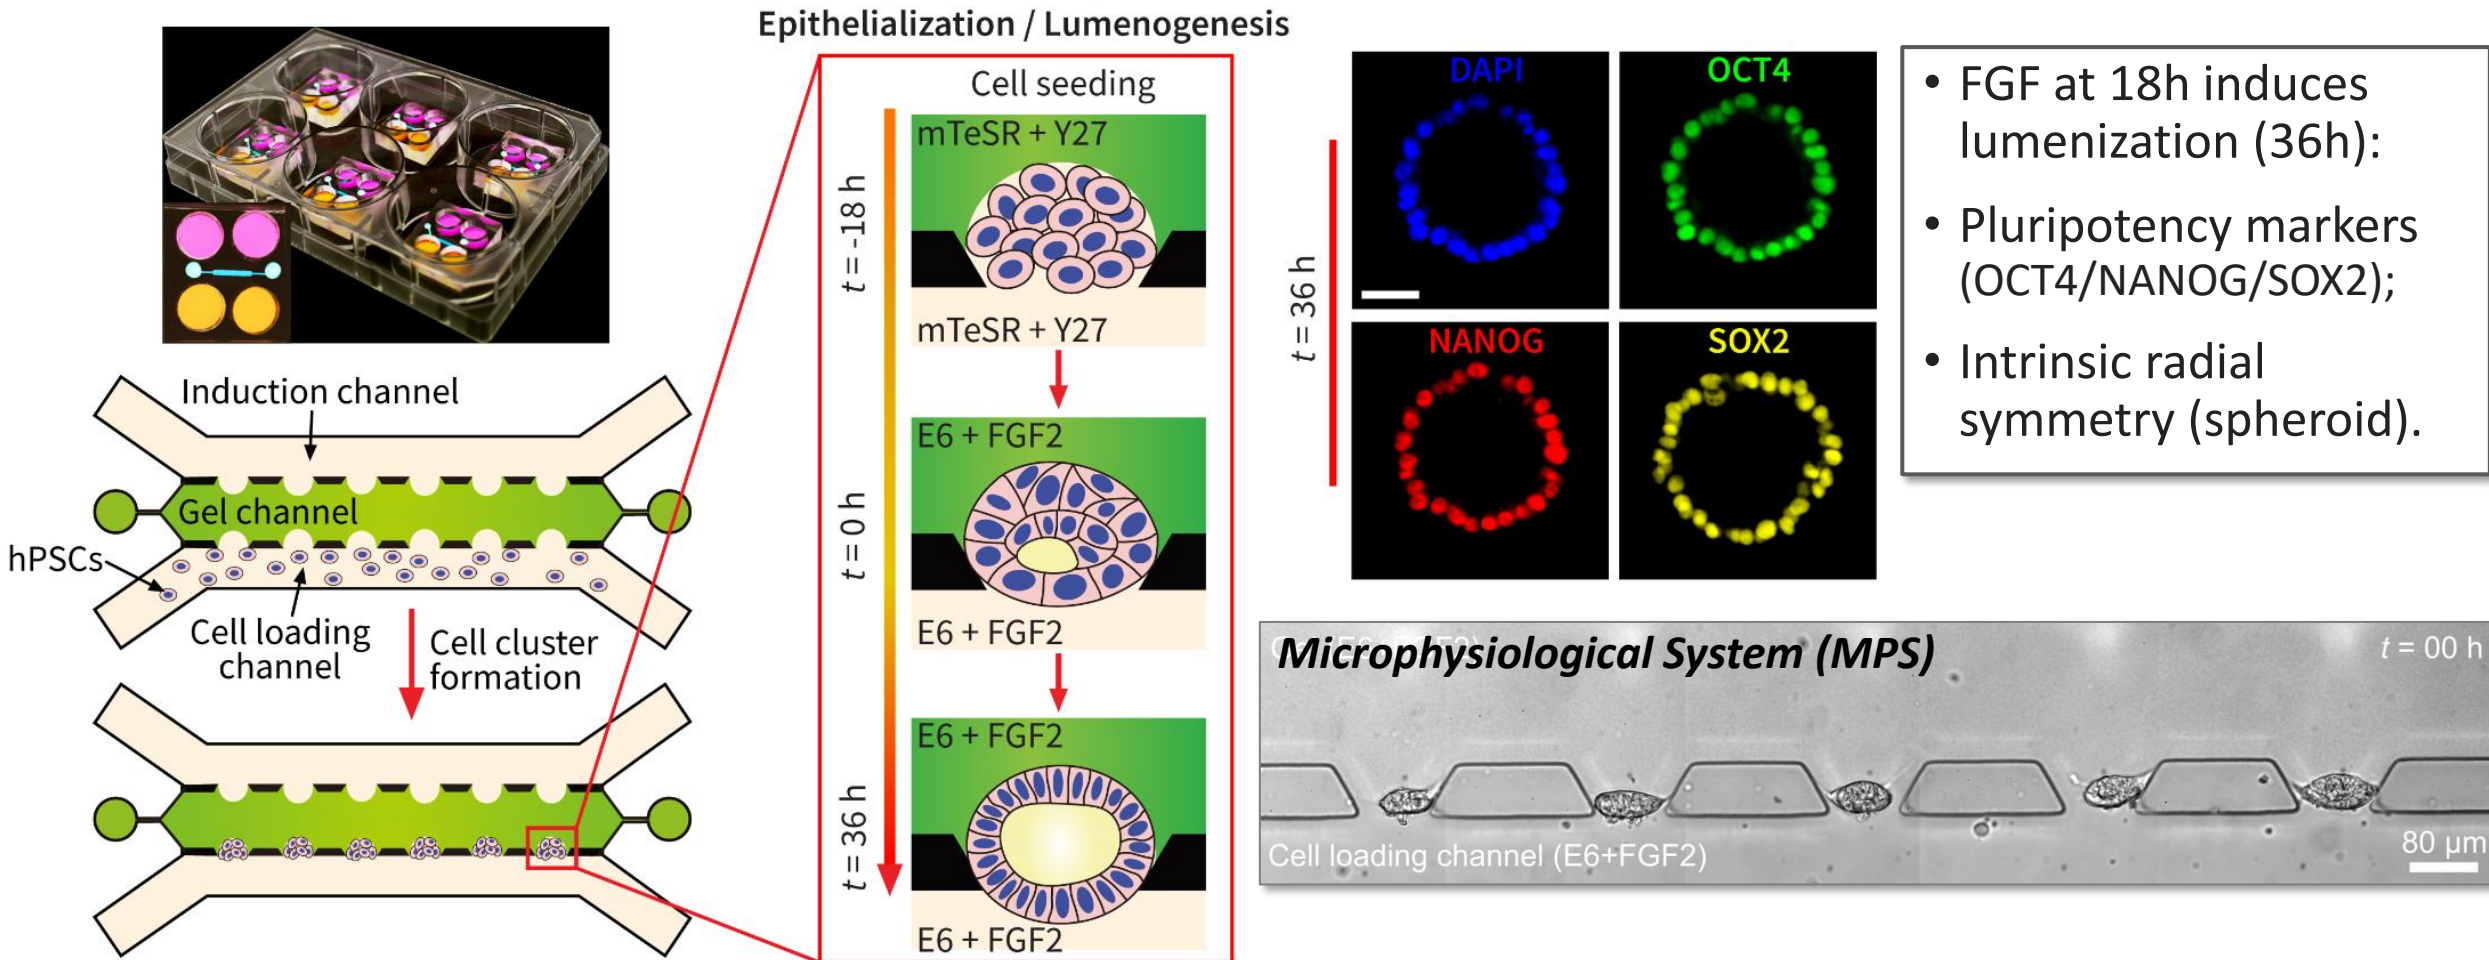 Epithelialization / Lumenogenesis
Induction channel
Gel channel
hPSCs
Cell loading
channel
Cell cluster
formation
Cell seeding
mTeSR + Y27
mTeSR + Y27
t = -18 h
E6 + FGF2
E6 + FGF2
t = 0 h
E6 + FGF2
E6 + FGF2
t = 36 h
t = 36 h
DAPI
OCT4
NANOG
SOX2
• FGF at 18h induces
lumenization (36h):
• Pluripotency markers
(OCT4/NANOG/SOX2);
• Intrinsic radial
symmetry (spheroid).
Microphysiological System (MPS)
t = 00 h
Cell loading channel (E6+FGF2)
80 µm